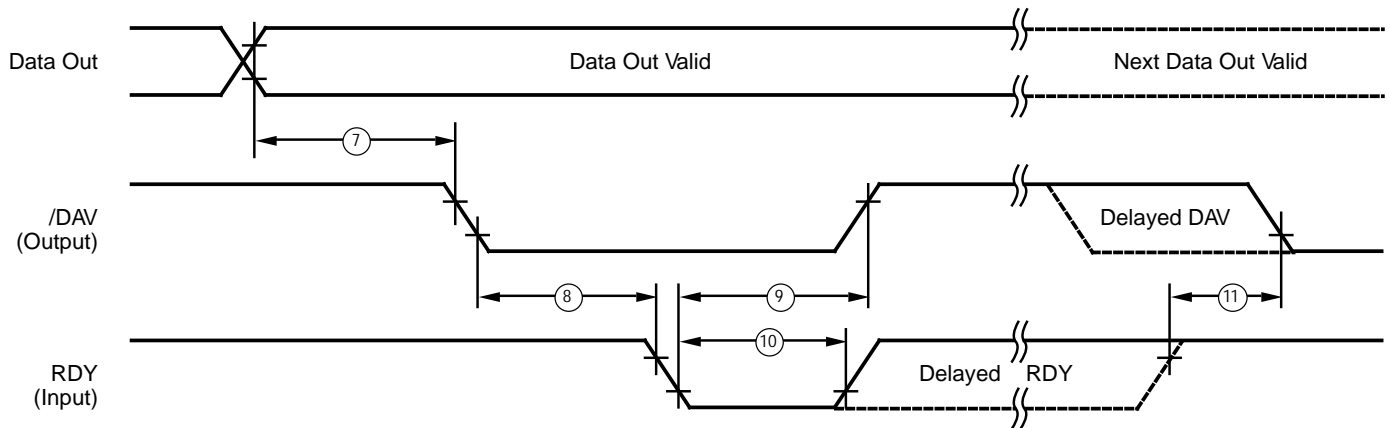 Data Out
Data Out Valid
Next Data Out Valid
7
/DAV
(Output)
Delayed DAV
8
9
11
10
RDY
(Input)
Delayed RDY